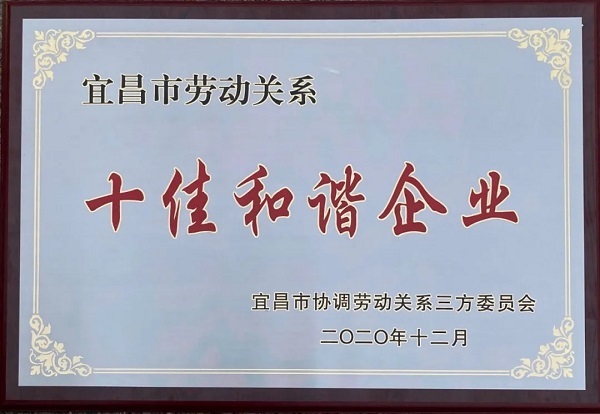 宜昌市劳动关系
十佳和谐企业
宜昌市协调劳动关系三方委员会
二〇二〇年十二月